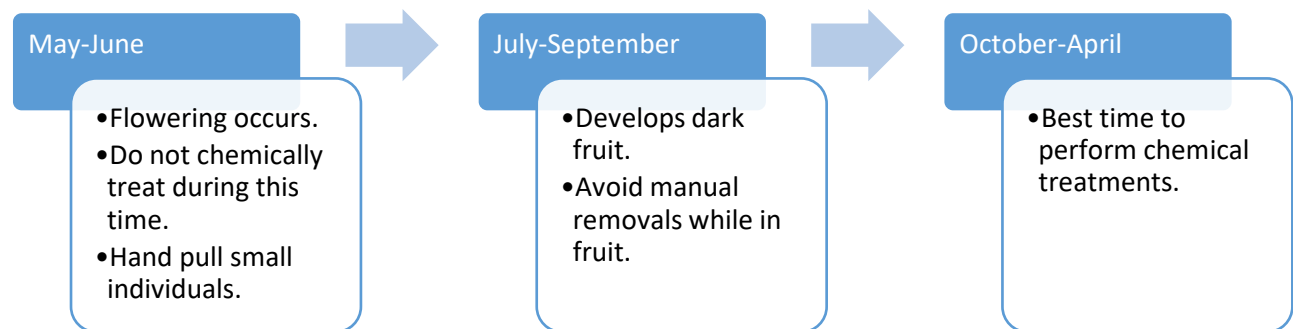 May-June
•Flowering occurs.
•Do not chemically
treat during this
time.
•Hand pull small
individuals.
July-September
•Develops dark
fruit.
•Avoid manual
removals while in
fruit.
October-April
•Best time to
perform chemical
treatments.